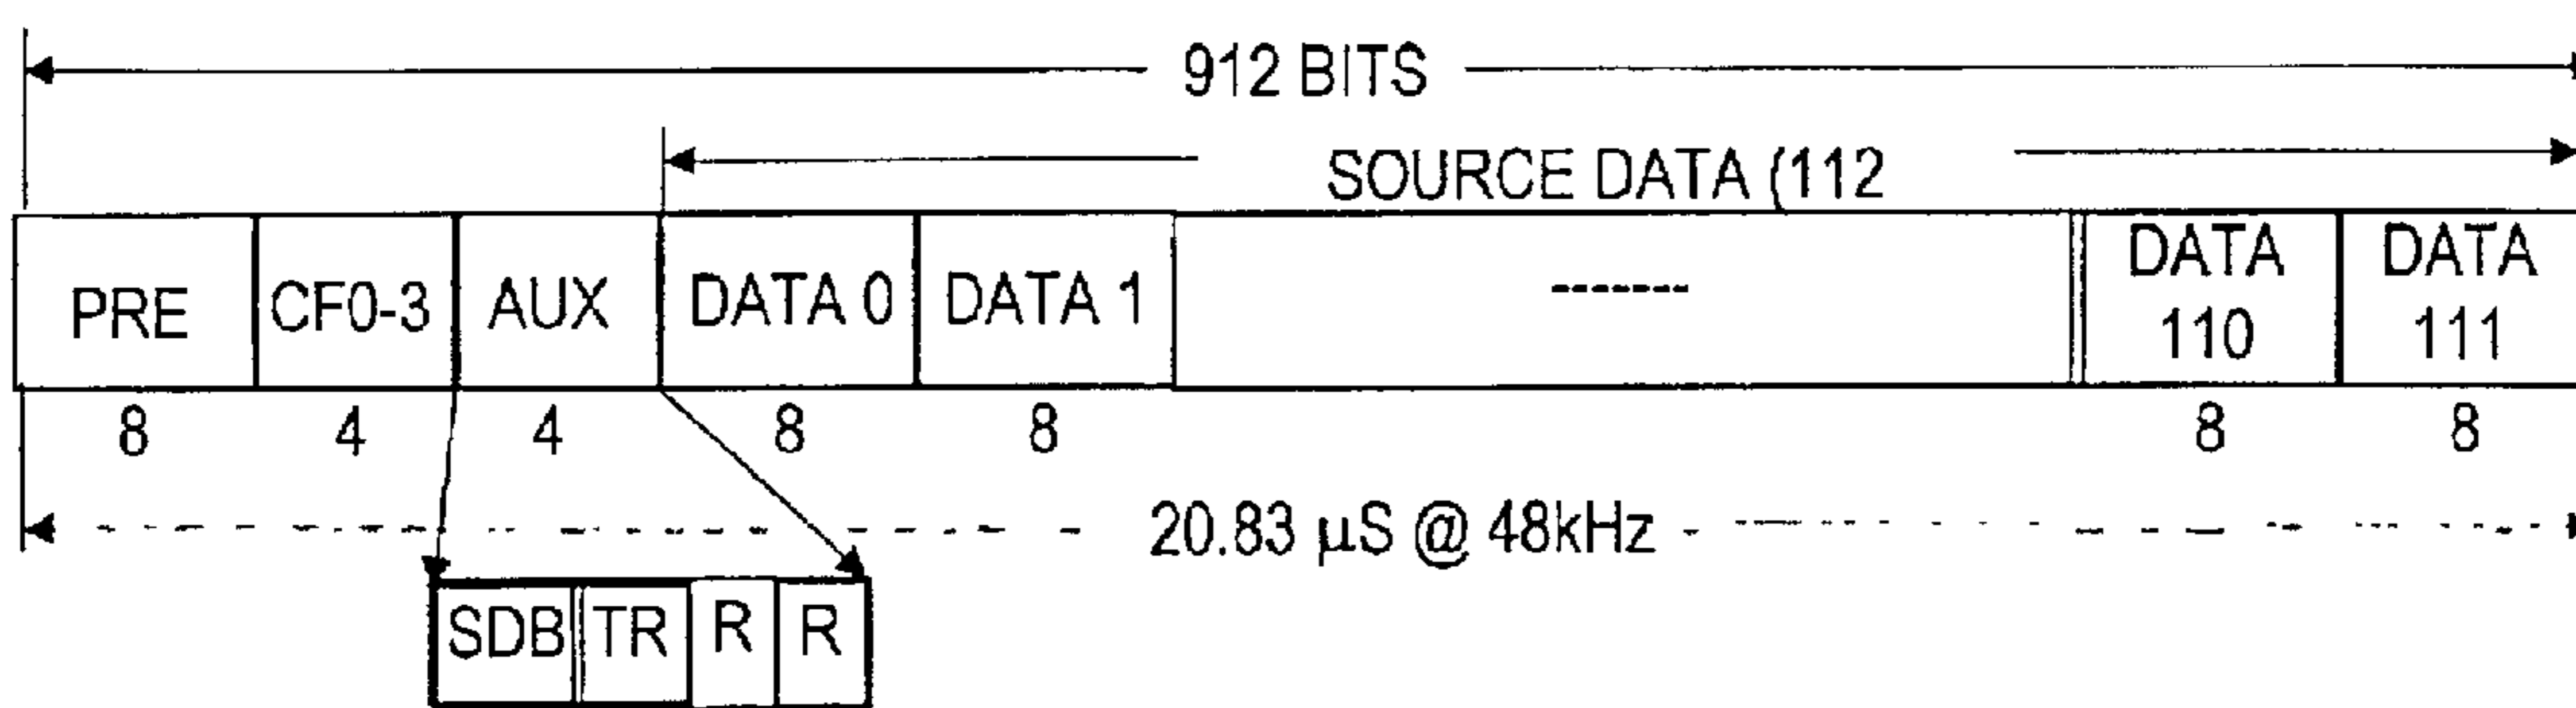 912 BITS
SOURCE DATA (112
PRE CF0-3 AUX DATA 0 DATA 1 ------- DATA 110 DATA 111
8 4 4 8 8 8 8
20.83 μS @ 48kHz
SDB TR R R